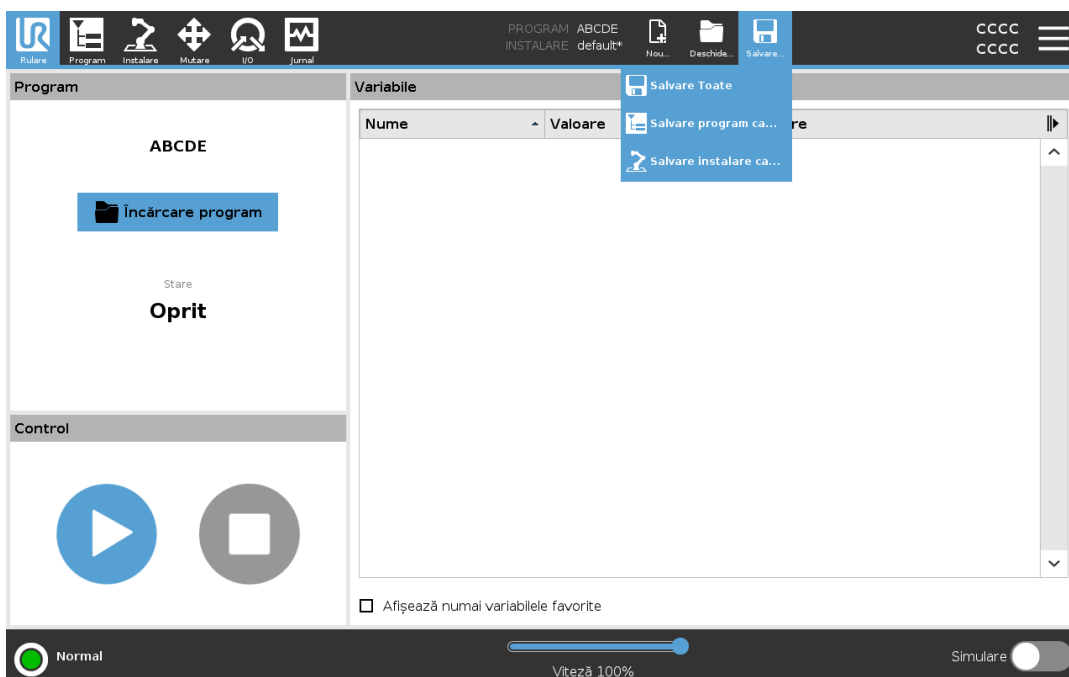 PROGRAM ABCDE
INSTALARE default*
CCCC
CCCC
Rulare Program Instalare Mutare I/O Jurnal Nou... Deschide... Salvare...
Program
Variabile
Salvare Toate
Salvare program ca...
Salvare instalare ca...
Nume Valoare re
ABCDE
Încărcare program
Stare
Oprit
Control
Afișează numai variabilele favorite
Normal
Viteză 100%
Simulare